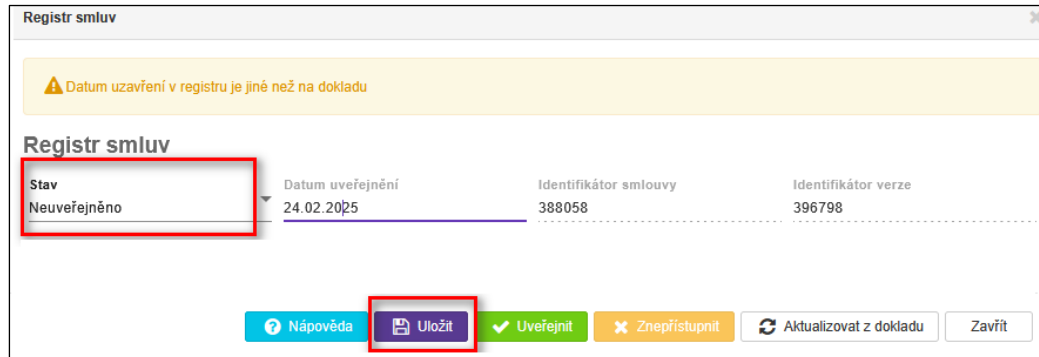 Registr smluv
Datum uzavření v registru je jiné než na dokladu
Registr smluv
Stav Datum uveřejnění Identifikátor smlouvy Identifikátor verze
Neuveřejněno 24.02.2025 388058 396798
Nápověda Uložit Uveřejnit Znepřístupnit Aktualizovat z dokladu Zavřít